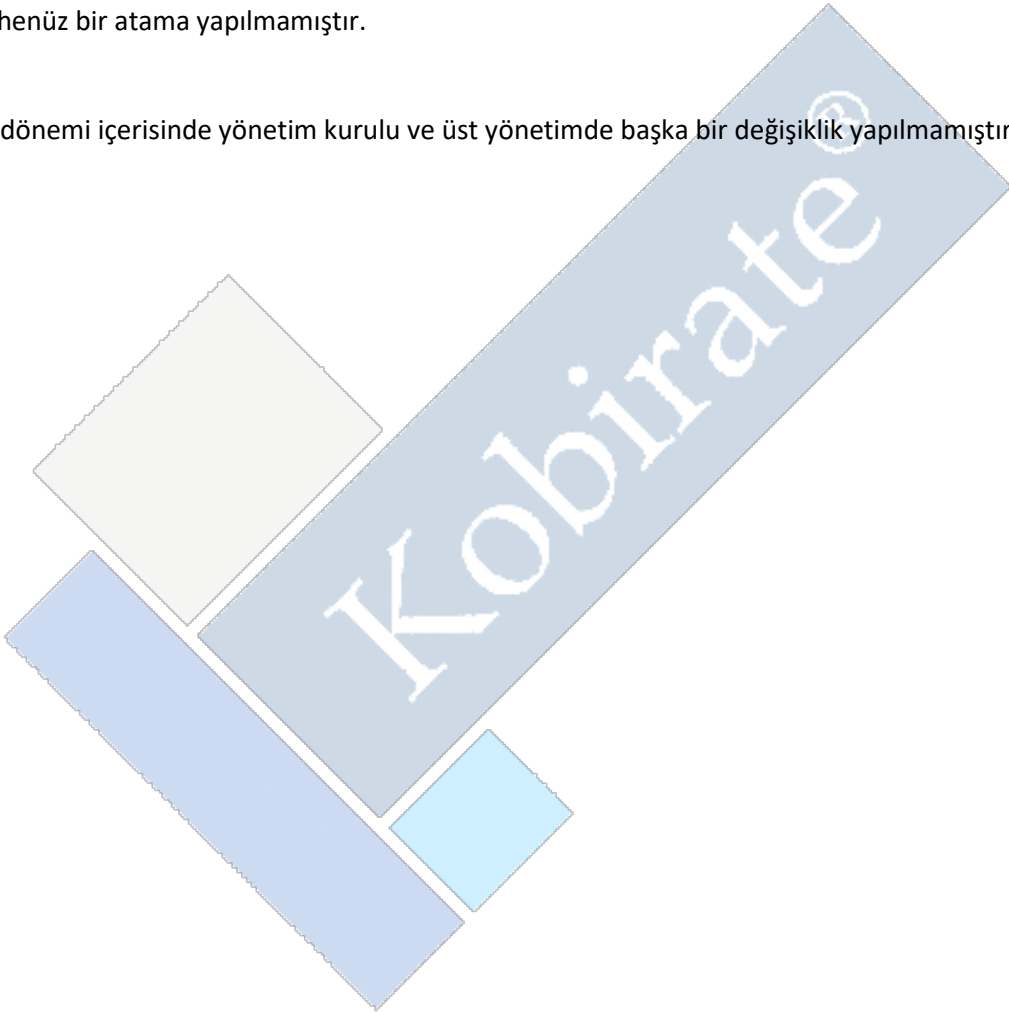 henüz bir atama yapılmamıştır.
dönemi içerisinde yönetim kurulu ve üst yönetimde başka bir değişiklik yapılmamıştır
Kobirate®